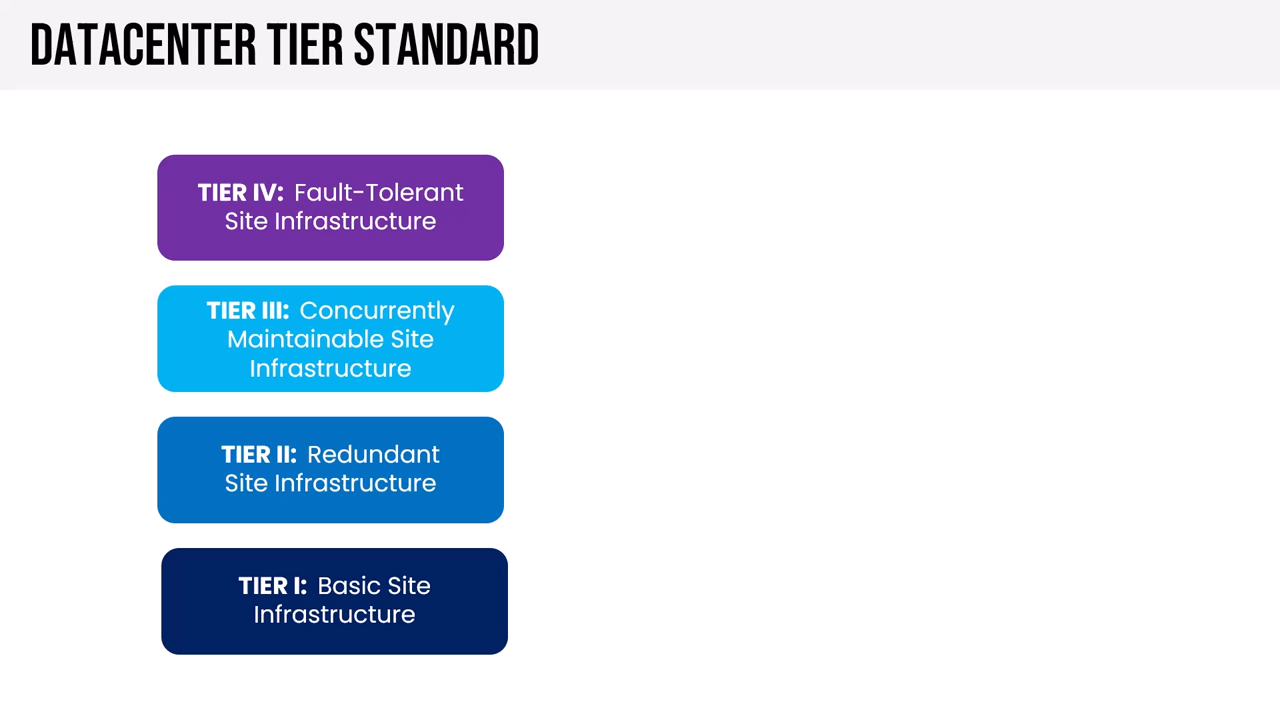 DATACENTER TIER STANDARD
TIER IV: Fault-Tolerant
Site Infrastructure
TIER III: Concurrently
Maintainable Site
Infrastructure
TIER II: Redundant
Site Infrastructure
TIER I: Basic Site
Infrastructure